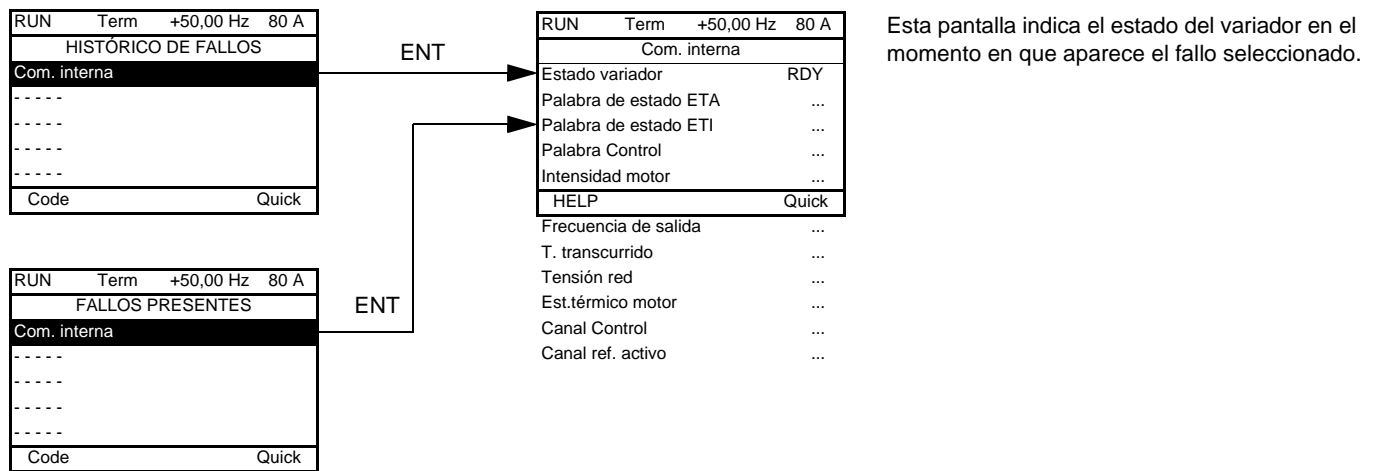 RUN Term +50,00 Hz 80 A
HISTÓRICO DE FALLOS
Com. interna
- - - - -
- - - - -
- - - - -
- - - - -
Code Quick
ENT
RUN Term +50,00 Hz 80 A
FALLOS PRESENTES
Com. interna
- - - - -
- - - - -
- - - - -
- - - - -
Code Quick
ENT
RUN Term +50,00 Hz 80 A
Com. interna
Estado variador RDY
Palabra de estado ETA ...
Palabra de estado ETI ...
Palabra Control ...
Intensidad motor ...
HELP Quick
Frecuencia de salida ...
T. transcurrido ...
Tensión red ...
Est.térmico motor ...
Canal Control ...
Canal ref. activo ...
Esta pantalla indica el estado del variador en el
momento en que aparece el fallo seleccionado.